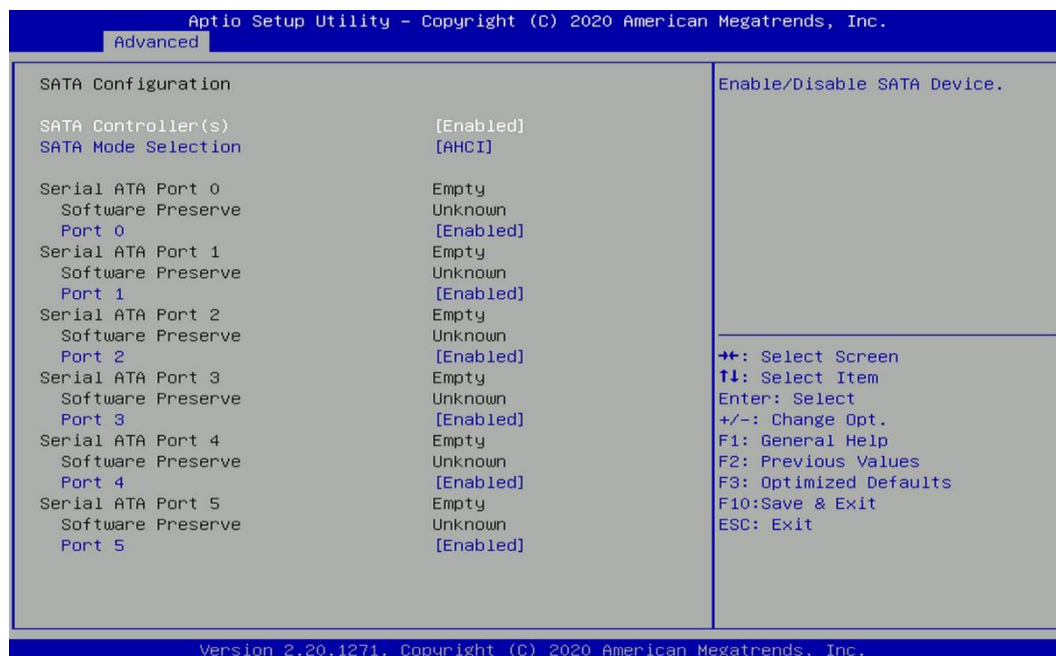 Aptio Setup Utility – Copyright (C) 2020 American Megatrends, Inc.
Advanced
SATA Configuration
SATA Controller(s) [Enabled]
SATA Mode Selection [AHCI]
Serial ATA Port 0 Empty
Software Preserve Unknown
Port 0 [Enabled]
Serial ATA Port 1 Empty
Software Preserve Unknown
Port 1 [Enabled]
Serial ATA Port 2 Empty
Software Preserve Unknown
Port 2 [Enabled]
Serial ATA Port 3 Empty
Software Preserve Unknown
Port 3 [Enabled]
Serial ATA Port 4 Empty
Software Preserve Unknown
Port 4 [Enabled]
Serial ATA Port 5 Empty
Software Preserve Unknown
Port 5 [Enabled]
Enable/Disable SATA Device.
→←: Select Screen
↑↓: Select Item
Enter: Select
+/-: Change Opt.
F1: General Help
F2: Previous Values
F3: Optimized Defaults
F10:Save & Exit
ESC: Exit
Version 2.20.1271. Copyright (C) 2020 American Megatrends, Inc.